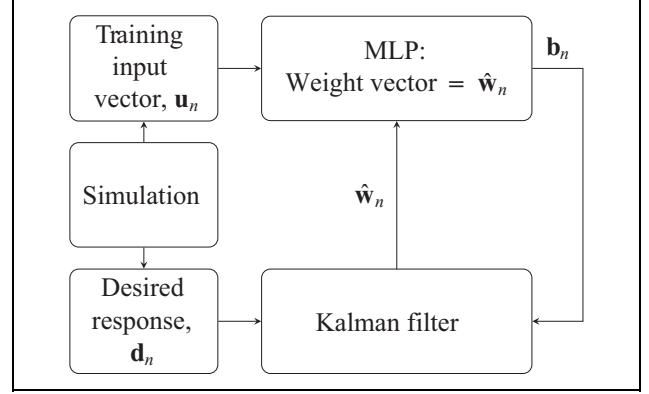 Training
input
vector, uₙ
MLP:
Weight vector = ŵₙ
bₙ
Simulation
ŵₙ
Desired
response,
dₙ
Kalman filter